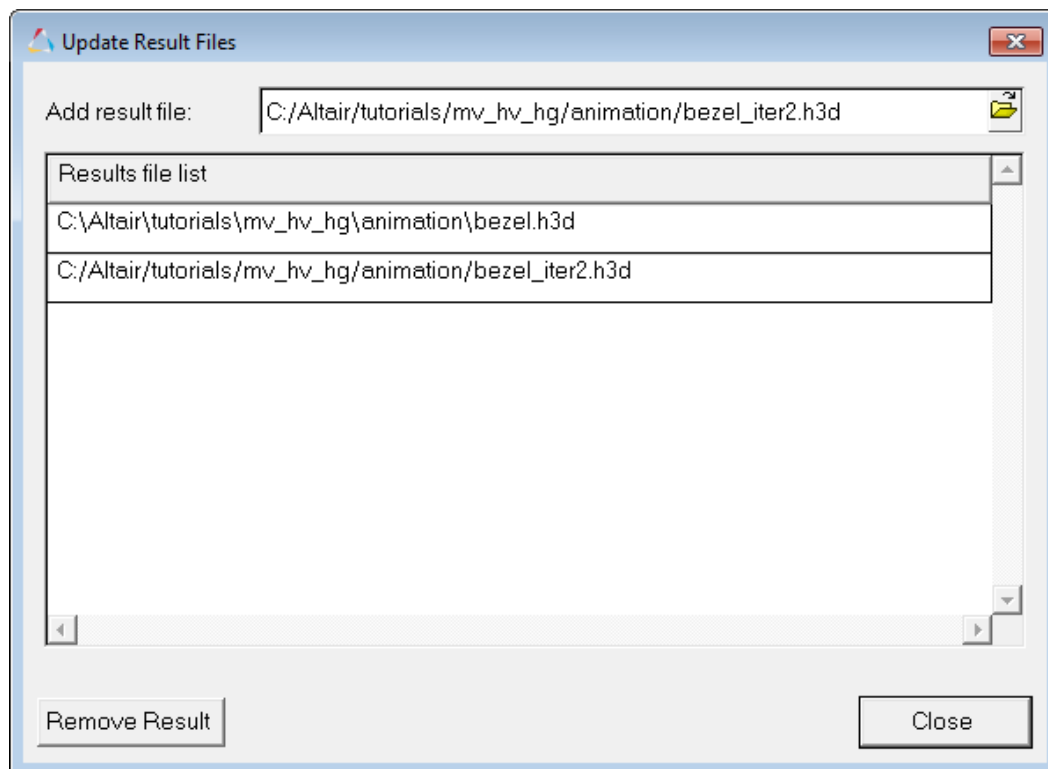 Update Result Files
Add result file: C:/Altair/tutorials/mv_hv_hg/animation/bezel_iter2.h3d
Results file list
C:\Altair\tutorials\mv_hv_hg\animation\bezel.h3d
C:/Altair/tutorials/mv_hv_hg/animation/bezel_iter2.h3d
Remove Result Close